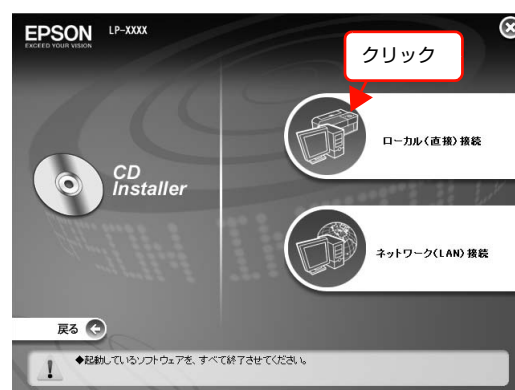 EPSON
EXCEED YOUR VISION
LP-XXXX
クリック
ローカル(直接)接続
CD
Installer
ネットワーク(LAN)接続
戻る
◆起動しているソフトウェアを、すべて終了させてください。